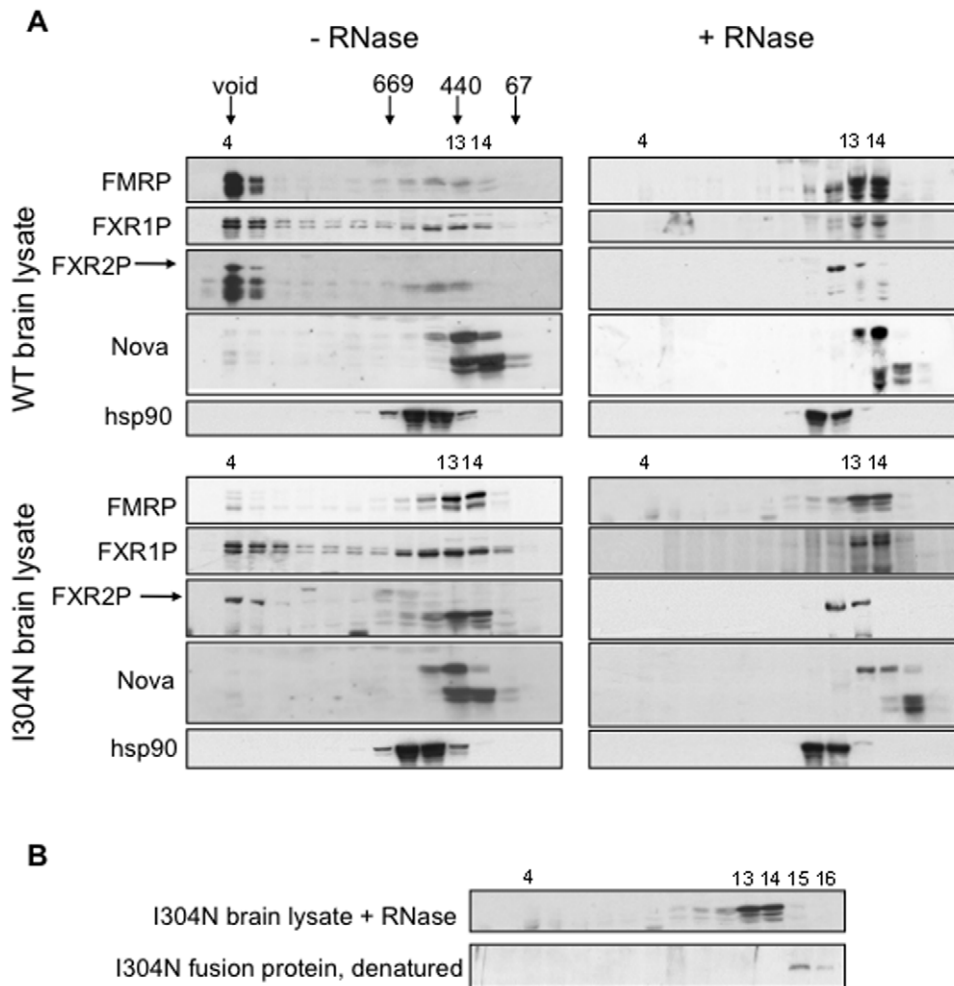 A
- RNase + RNase
void 669 440 67
4 13 14 4 13 14
FMRP
FXR1P
FXR2P
Nova
hsp90
WT brain lysate
4 13 14 4 13 14
FMRP
FXR1P
FXR2P
Nova
hsp90
I304N brain lysate
B
4 13 14 15 16
I304N brain lysate + RNase
I304N fusion protein, denatured